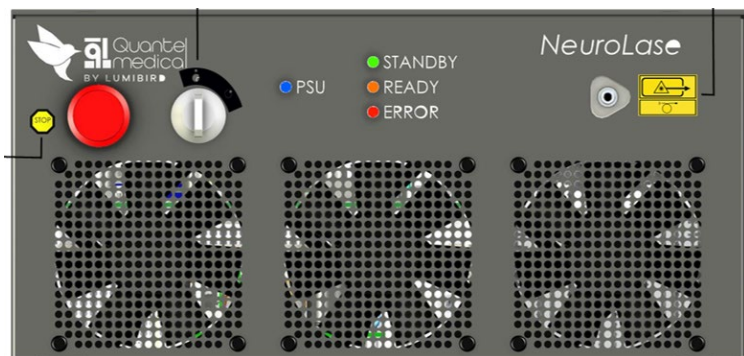 Quantel
medical
BY LUMIBIRD
STOP
PSU
STANDBY
READY
ERROR
NeuroLase